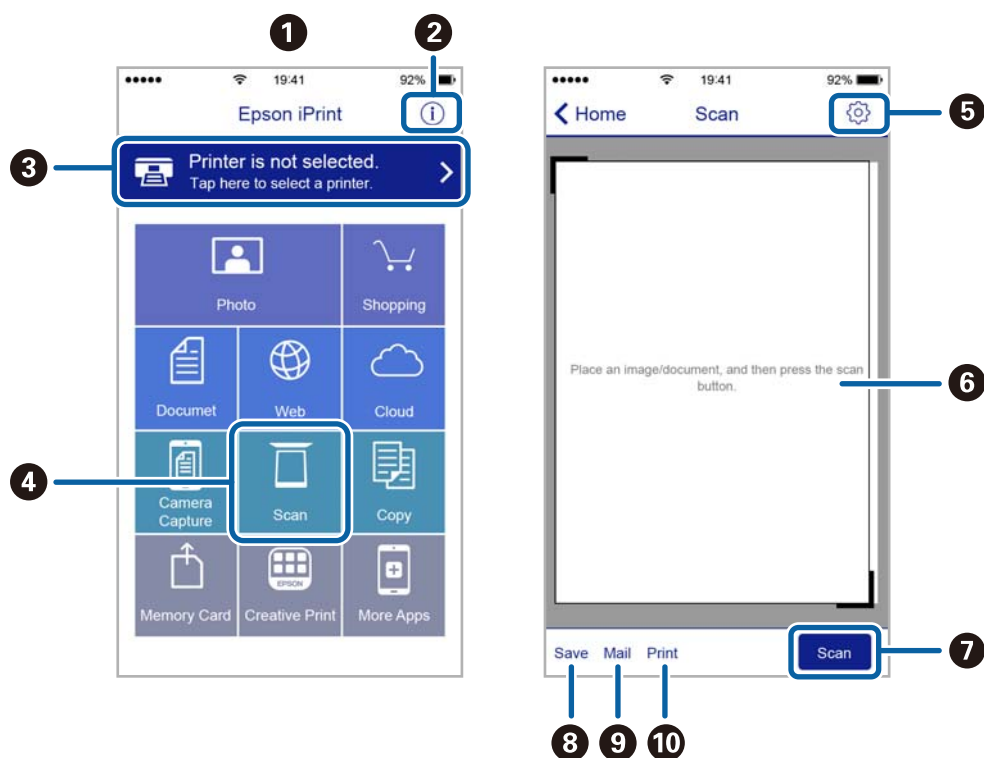 1
2
19:41
92%
Epson iPrint
i
3
Printer is not selected.
Tap here to select a printer.
Photo
Shopping
Documet
Web
Cloud
4
Camera
Capture
Scan
Copy
EPSON
Memory Card
Creative Print
More Apps
19:41
92%
Home
Scan
5
Place an image/document, and then press the scan
button.
6
Save Mail Print
Scan
7
8
9
10